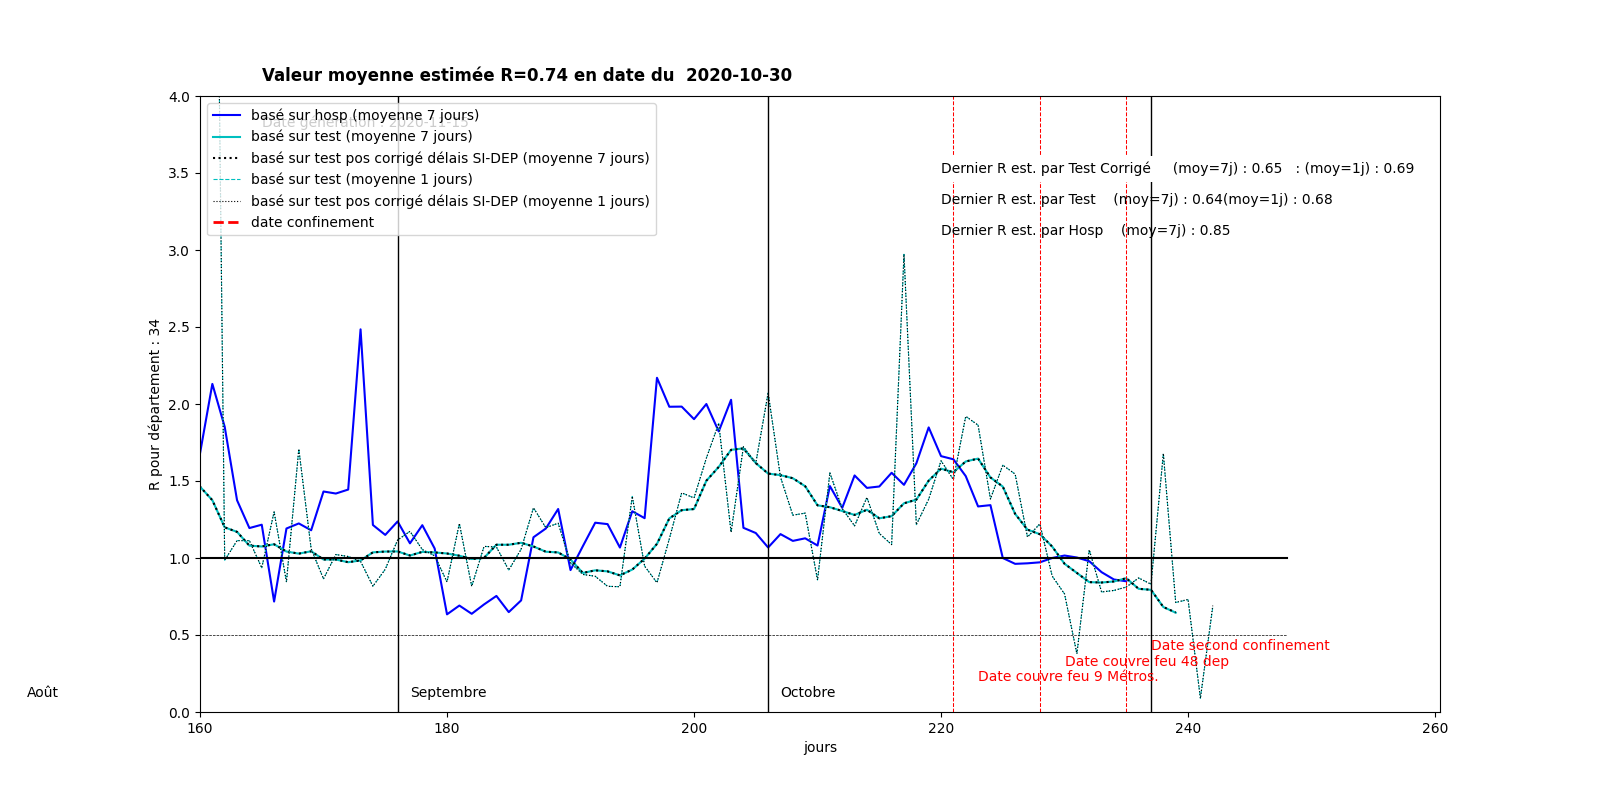 Valeur moyenne estimée R=0.74 en date du  2020-10-30
4.0
3.5
3.0
2.5
2.0
1.5
1.0
0.5
0.0
R pour département : 34
basé sur hosp (moyenne 7 jours)
Date génération : 2020-11-15
basé sur test (moyenne 7 jours)
basé sur test pos corrigé délais SI-DEP (moyenne 7 jours)
basé sur test (moyenne 1 jours)
basé sur test pos corrigé délais SI-DEP (moyenne 1 jours)
date confinement
Dernier R est. par Test Corrigé     (moy=7j) : 0.65   : (moy=1j) : 0.69
Dernier R est. par Test    (moy=7j) : 0.64(moy=1j) : 0.68
Dernier R est. par Hosp    (moy=7j) : 0.85
Date second confinement
Date couvre feu 48 dep
Date couvre feu 9 Métros.
Août
Septembre
Octobre
160
180
200
220
240
260
jours